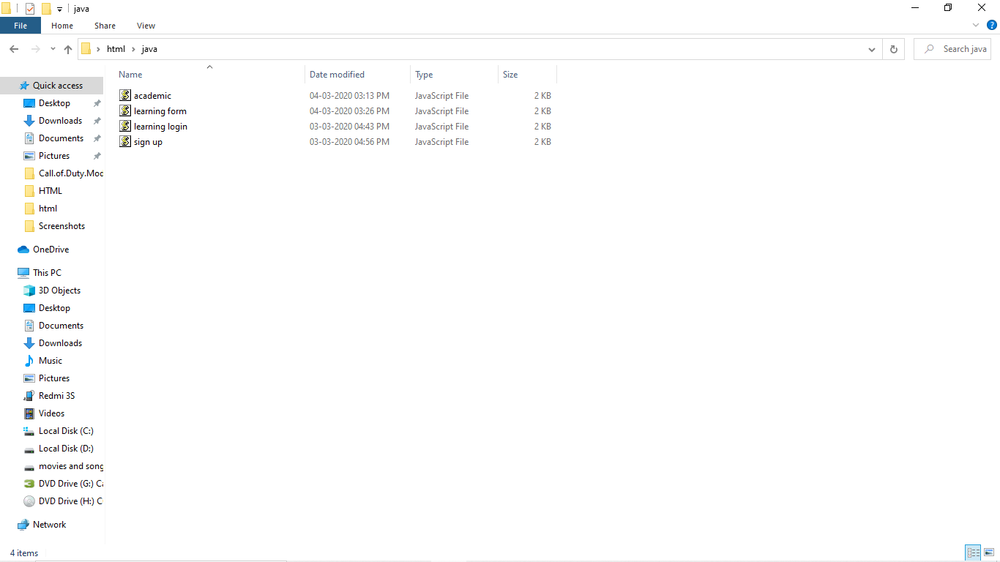 java
File Home Share View
html java Search java
Name Date modified Type Size
academic 04-03-2020 03:13 PM JavaScript File 2 KB
learning form 04-03-2020 03:26 PM JavaScript File 2 KB
learning login 03-03-2020 04:43 PM JavaScript File 2 KB
sign up 03-03-2020 04:56 PM JavaScript File 2 KB
Quick access
Desktop
Downloads
Documents
Pictures
Call.of.Duty.Mod
HTML
html
Screenshots
OneDrive
This PC
3D Objects
Desktop
Documents
Downloads
Music
Pictures
Redmi 3S
Videos
Local Disk (C:)
Local Disk (D:)
movies and song
DVD Drive (G:) Ca
DVD Drive (H:) C
Network
4 items